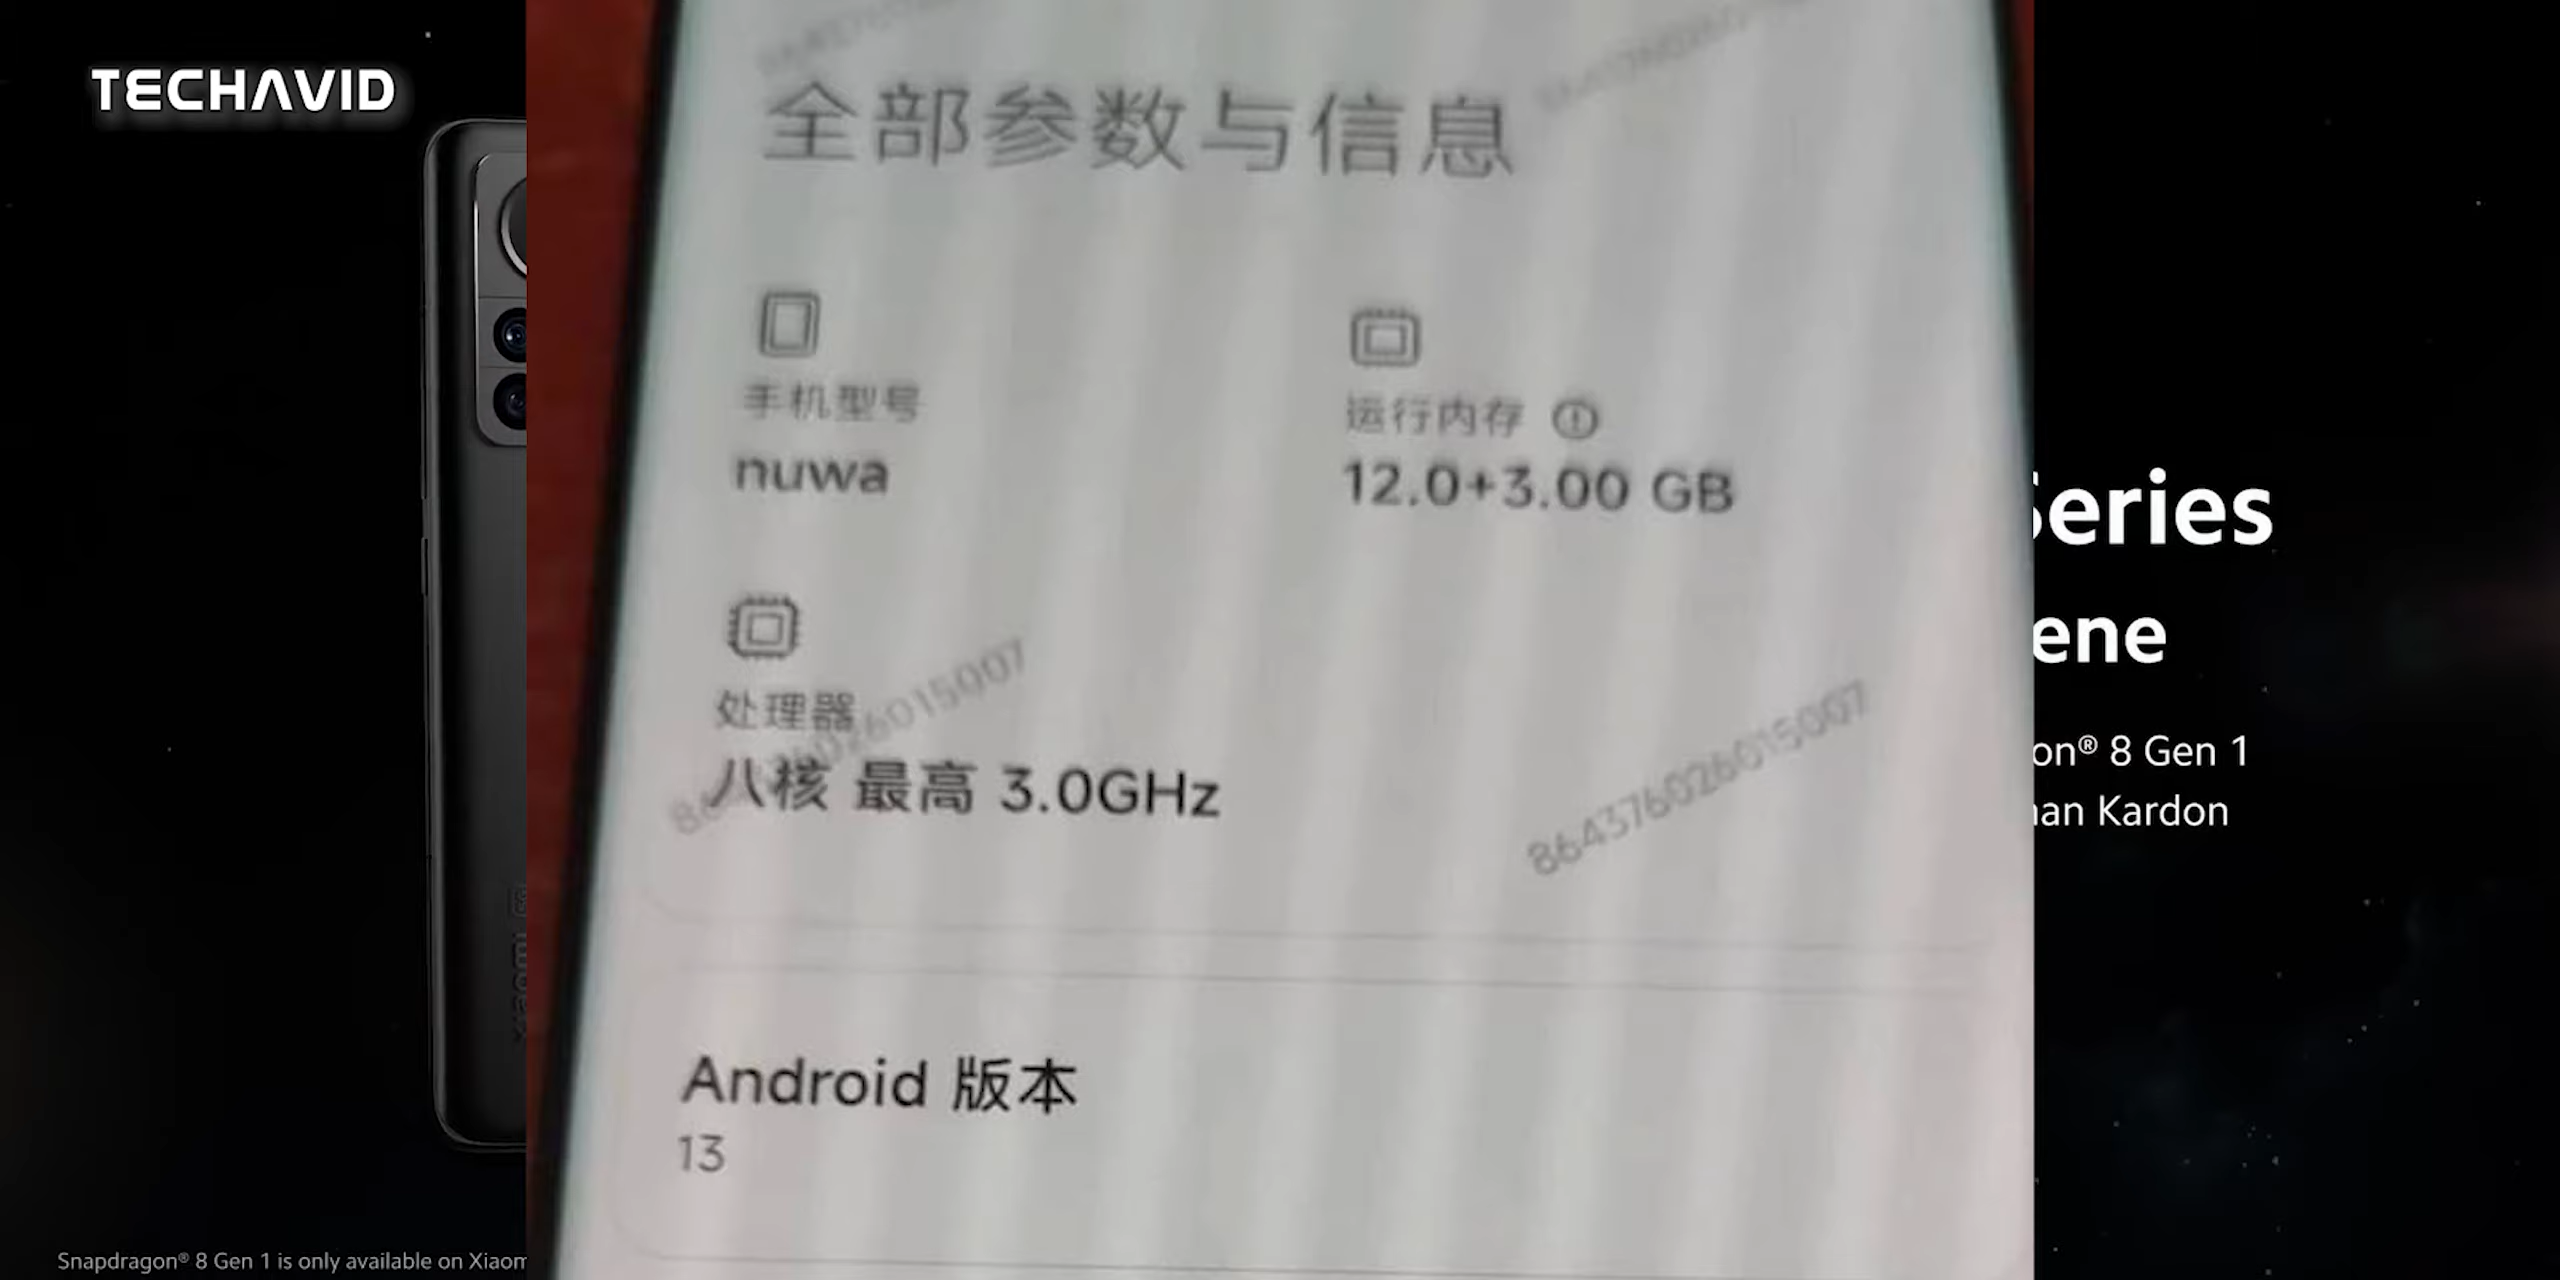 TECHAVID
全部参数与信息
手机型号
nuwa
运行内存
12.0+3.00 GB
处理器
八核 最高 3.0GHz
864376026015007
Android 版本
13
Series
ene
on® 8 Gen 1
an Kardon
xiaomi
Snapdragon® 8 Gen 1 is only available on Xiaom